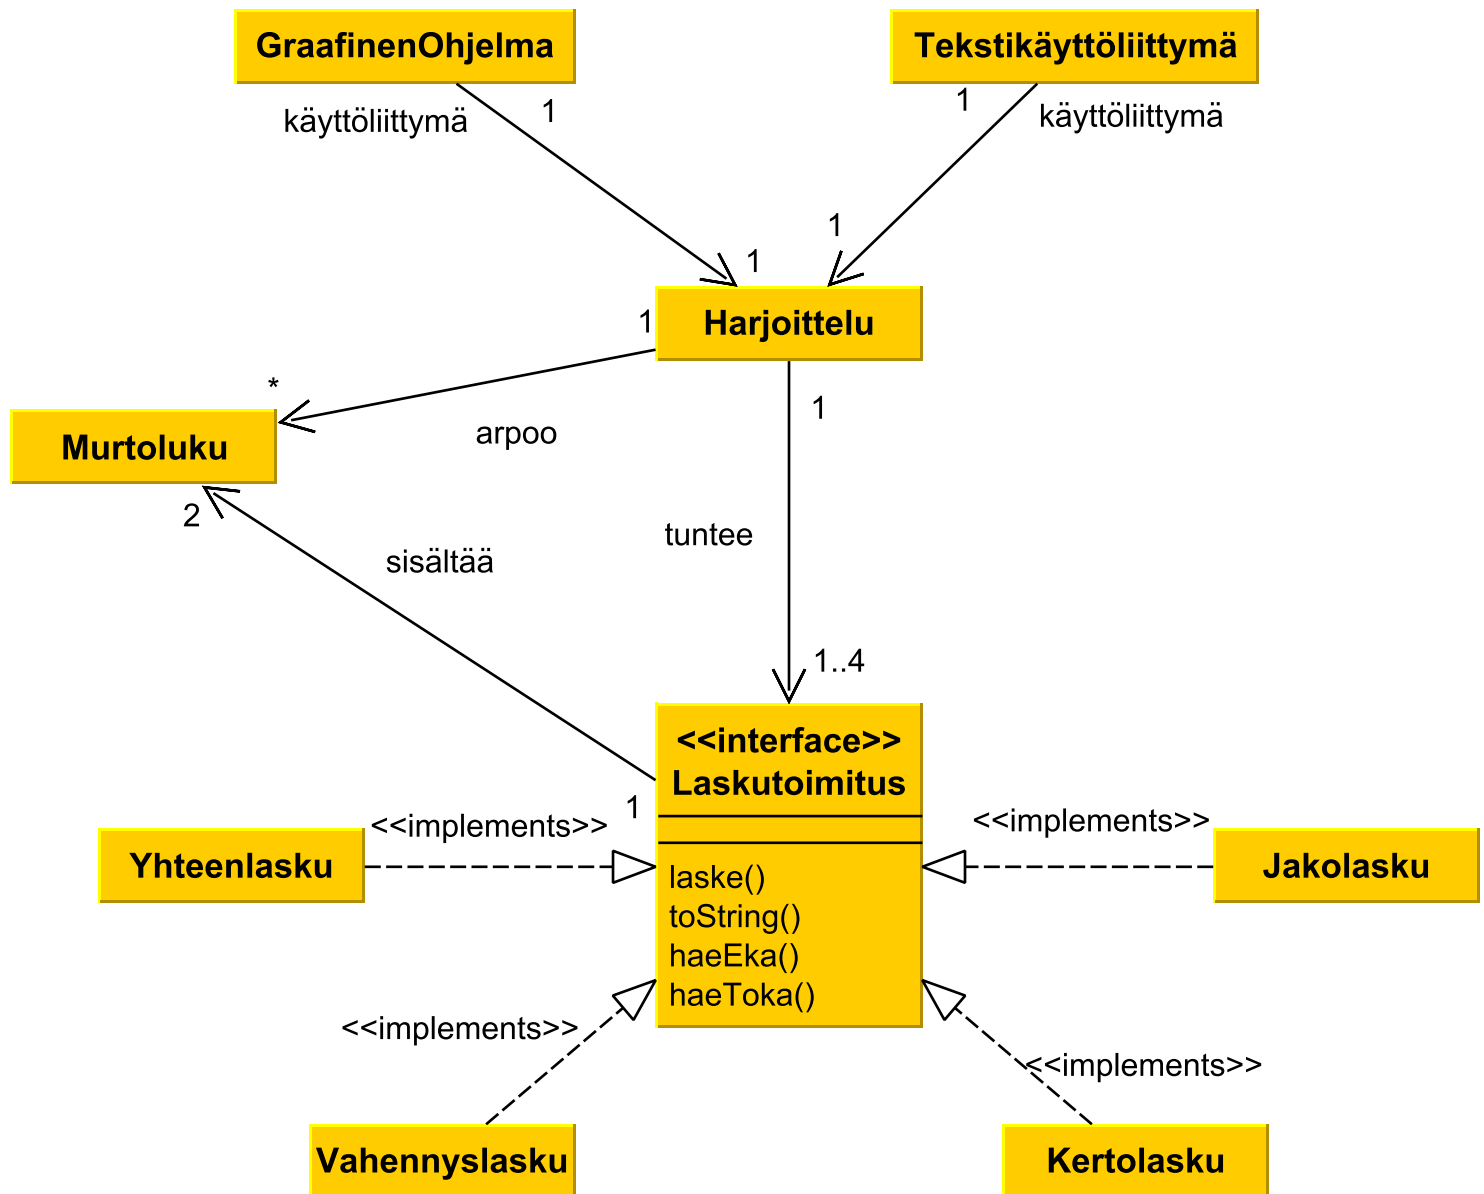 GraafinenOhjelma
Tekstikäyttöliittymä
käyttöliittymä
1
1
käyttöliittymä
1
1
Harjoittelu
1
*
arpoo
1
Murtoluku
2
sisältää
tuntee
1..4
<<interface>>
Laskutoimitus
1
<<implements>>
<<implements>>
Yhteenlasku
Jakolasku
laske()
toString()
haeEka()
haeToka()
<<implements>>
<<implements>>
Vahennyslasku
Kertolasku